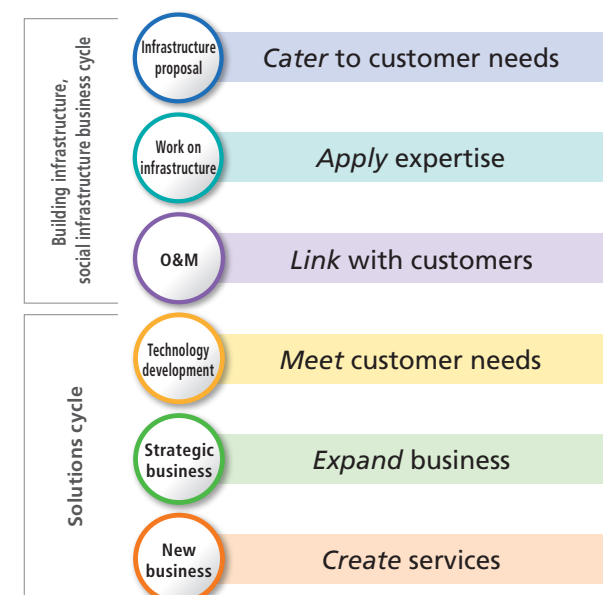 Building infrastructure,
social infrastructure business cycle
Infrastructure
proposal
Cater to customer needs
Work on
infrastructure
Apply expertise
O&M
Link with customers
Solutions cycle
Technology
development
Meet customer needs
Strategic
business
Expand business
New
business
Create services